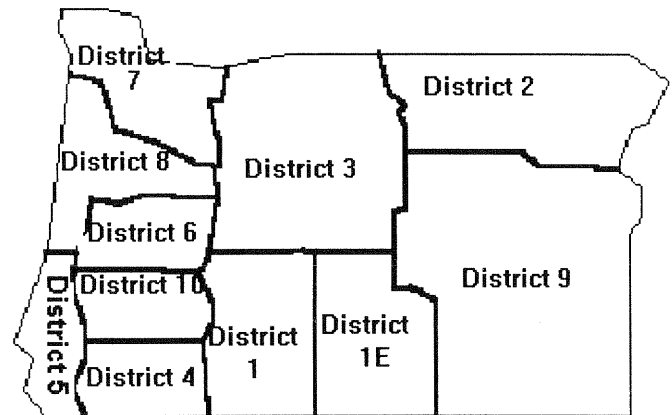 District
7
District 2
District 8
District 3
District 6
District 9
District 10
District 5
District
1
District
1E
District 4